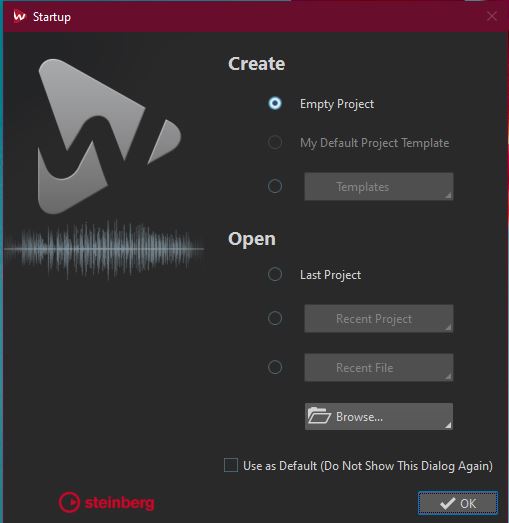 Startup
Create
Empty Project
My Default Project Template
Templates
Open
Last Project
Recent Project
Recent File
Browse...
Use as Default (Do Not Show This Dialog Again)
steinberg
OK